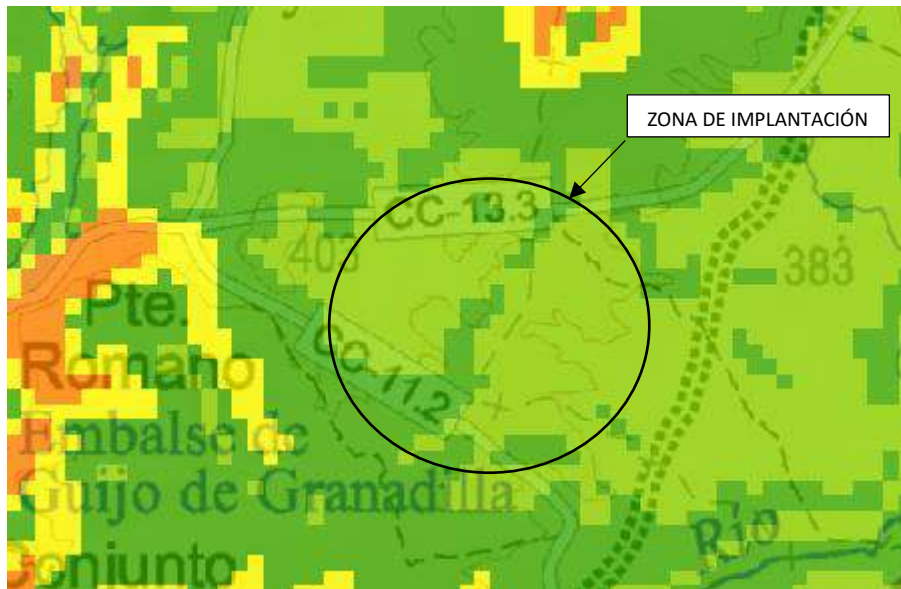 ZONA DE IMPLANTACIÓN
CC-13.3
403
383
Pte.
Romano
CC-11.2
Embalse de
Guijo de Granadilla
Río
Conjunto